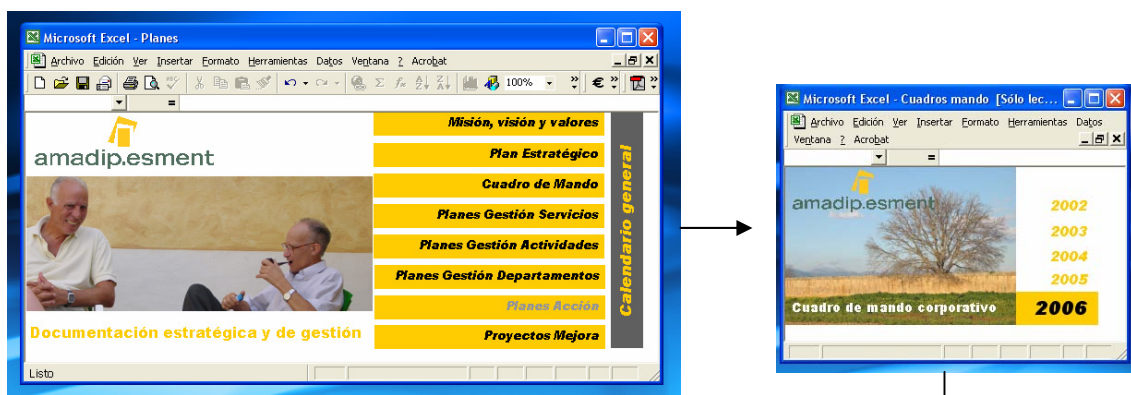 Microsoft Excel - Planes
Archivo Edición Ver Insertar Formato Herramientas Datos Ventana ? Acrobat
100%
€
=
amadip.esment
Misión, visión y valores
Plan Estratégico
Cuadro de Mando
Planes Gestión Servicios
Planes Gestión Actividades
Planes Gestión Departamentos
Planes Acción
Proyectos Mejora
Calendario general
Documentación estratégica y de gestión
Listo
Microsoft Excel - Cuadros mando [Sólo lec...
Archivo Edición Ver Insertar Formato Herramientas Datos
Ventana ? Acrobat
=
amadip.esment
2002
2003
2004
2005
Cuadro de mando corporativo
2006